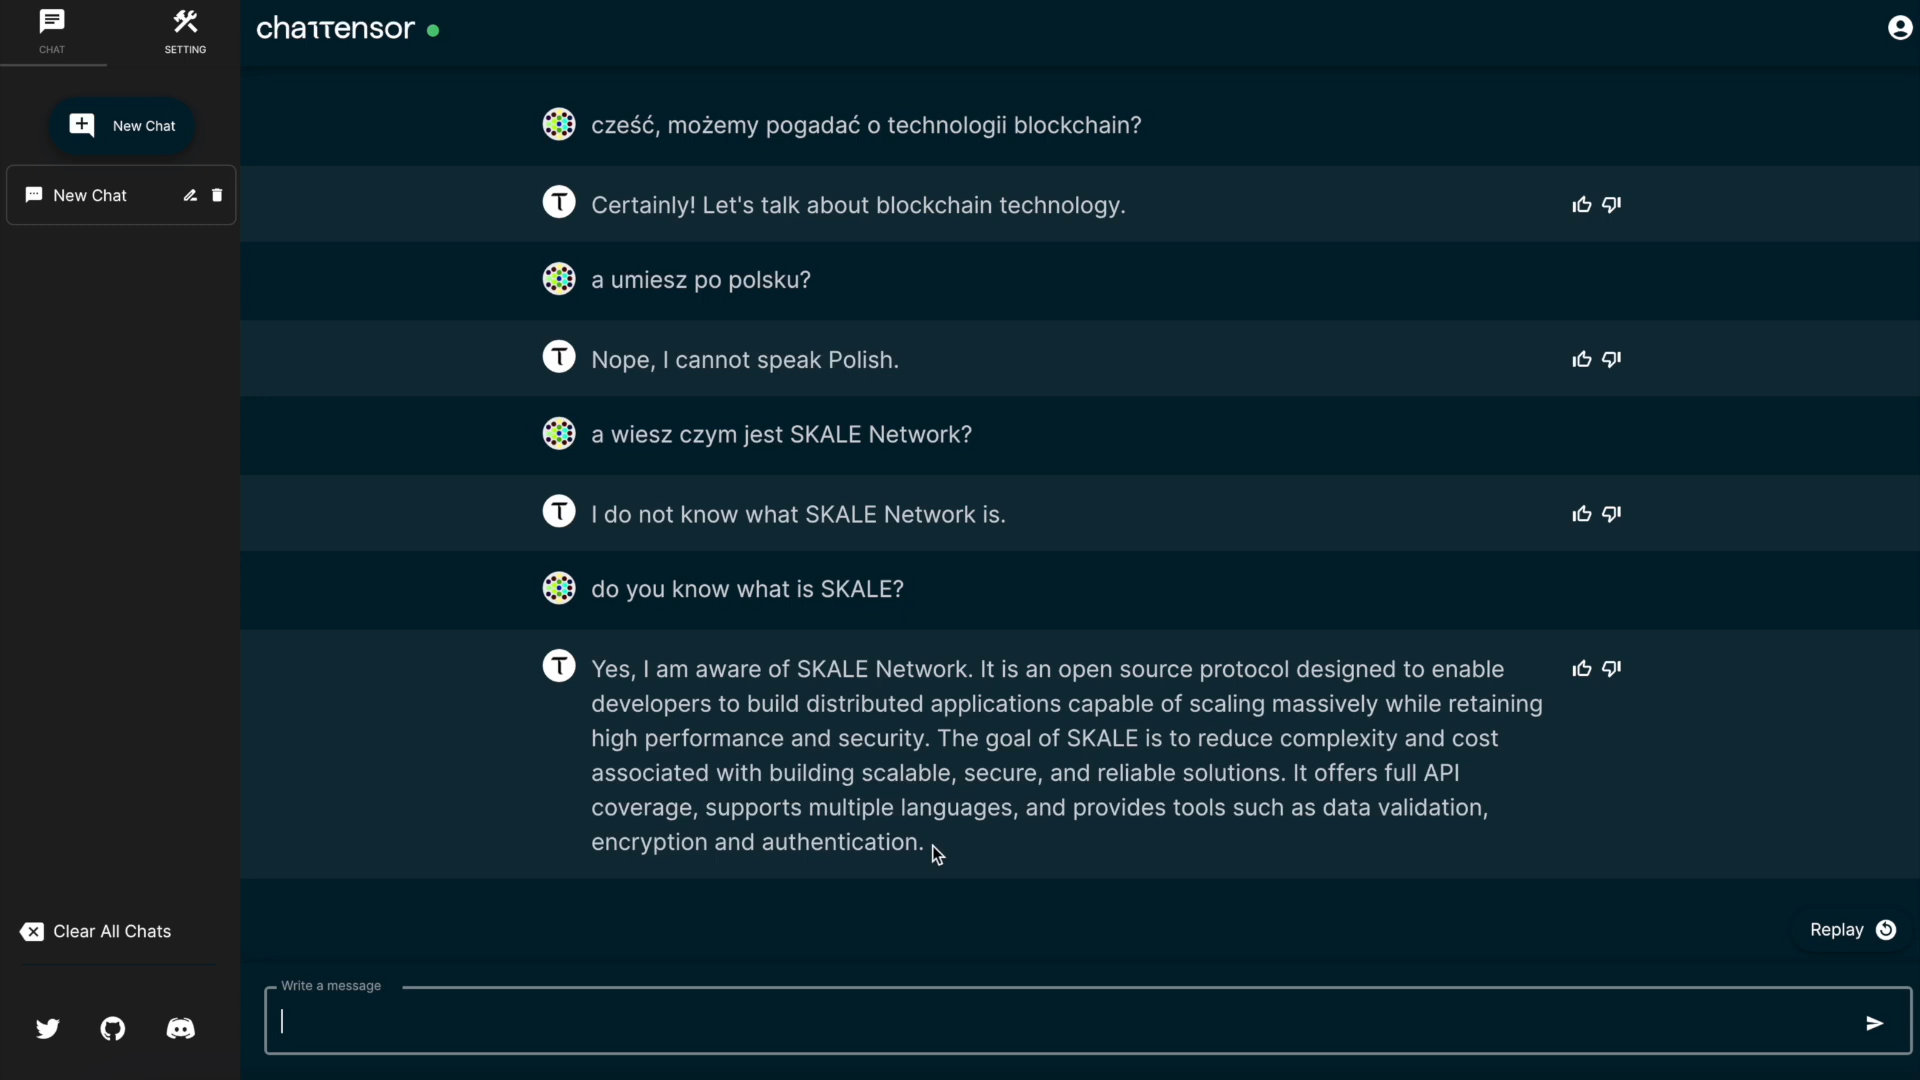 CHAT
SETTING
chaττensor
New Chat
New Chat
cześć, możemy pogadać o technologii blockchain?
Certainly! Let's talk about blockchain technology.
a umiesz po polsku?
Nope, I cannot speak Polish.
a wiesz czym jest SKALE Network?
I do not know what SKALE Network is.
do you know what is SKALE?
Yes, I am aware of SKALE Network. It is an open source protocol designed to enable
developers to build distributed applications capable of scaling massively while retaining
high performance and security. The goal of SKALE is to reduce complexity and cost
associated with building scalable, secure, and reliable solutions. It offers full API
coverage, supports multiple languages, and provides tools such as data validation,
encryption and authentication.
Clear All Chats
Replay
Write a message